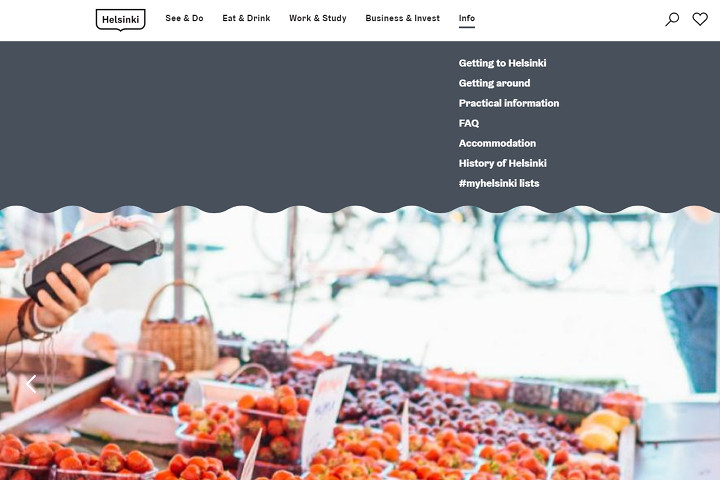 Helsinki
See & Do
Eat & Drink
Work & Study
Business & Invest
Info
Getting to Helsinki
Getting around
Practical information
FAQ
Accommodation
History of Helsinki
#myhelsinki lists